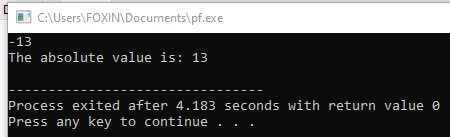 C:\Users\FOXIN\Documents\pf.exe
-13
The absolute value is: 13
--------------------------------
Process exited after 4.183 seconds with return value 0
Press any key to continue . . .